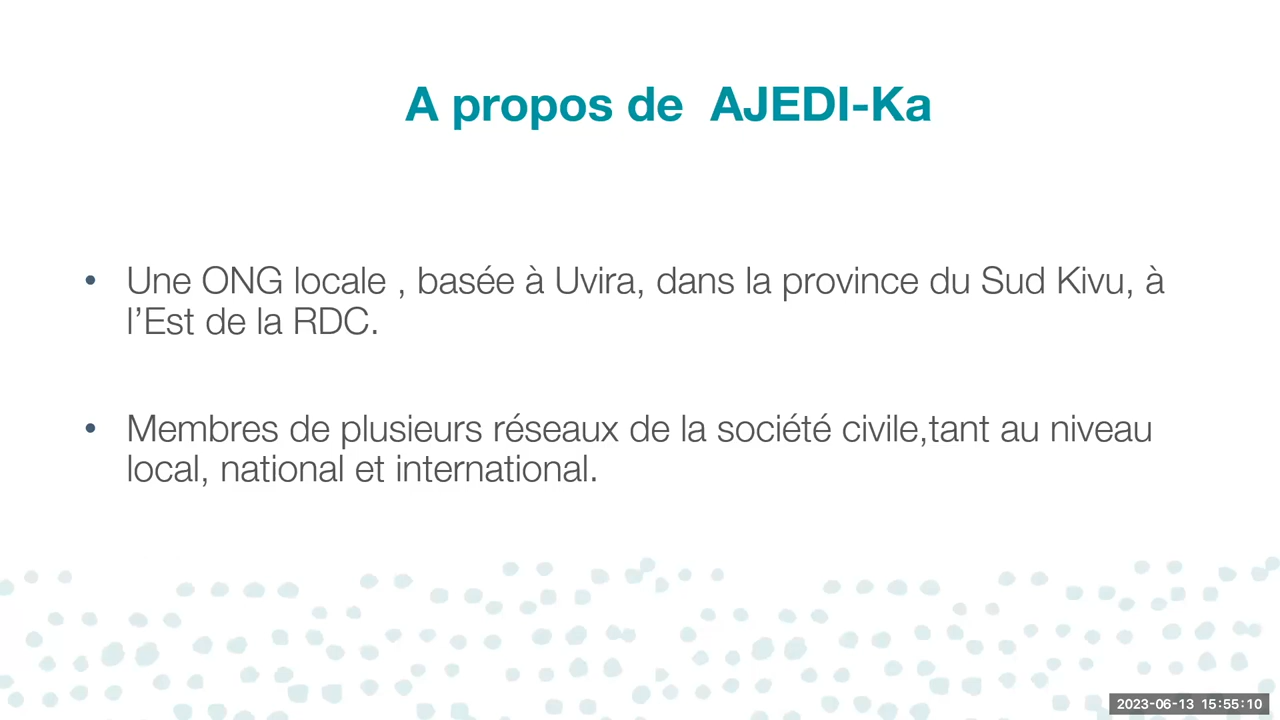 A propos de  AJEDI-Ka
• Une ONG locale , basée à Uvira, dans la province du Sud Kivu, à
l’Est de la RDC.
• Membres de plusieurs réseaux de la société civile,tant au niveau
local, national et international.
2023-06-13 15:55:10